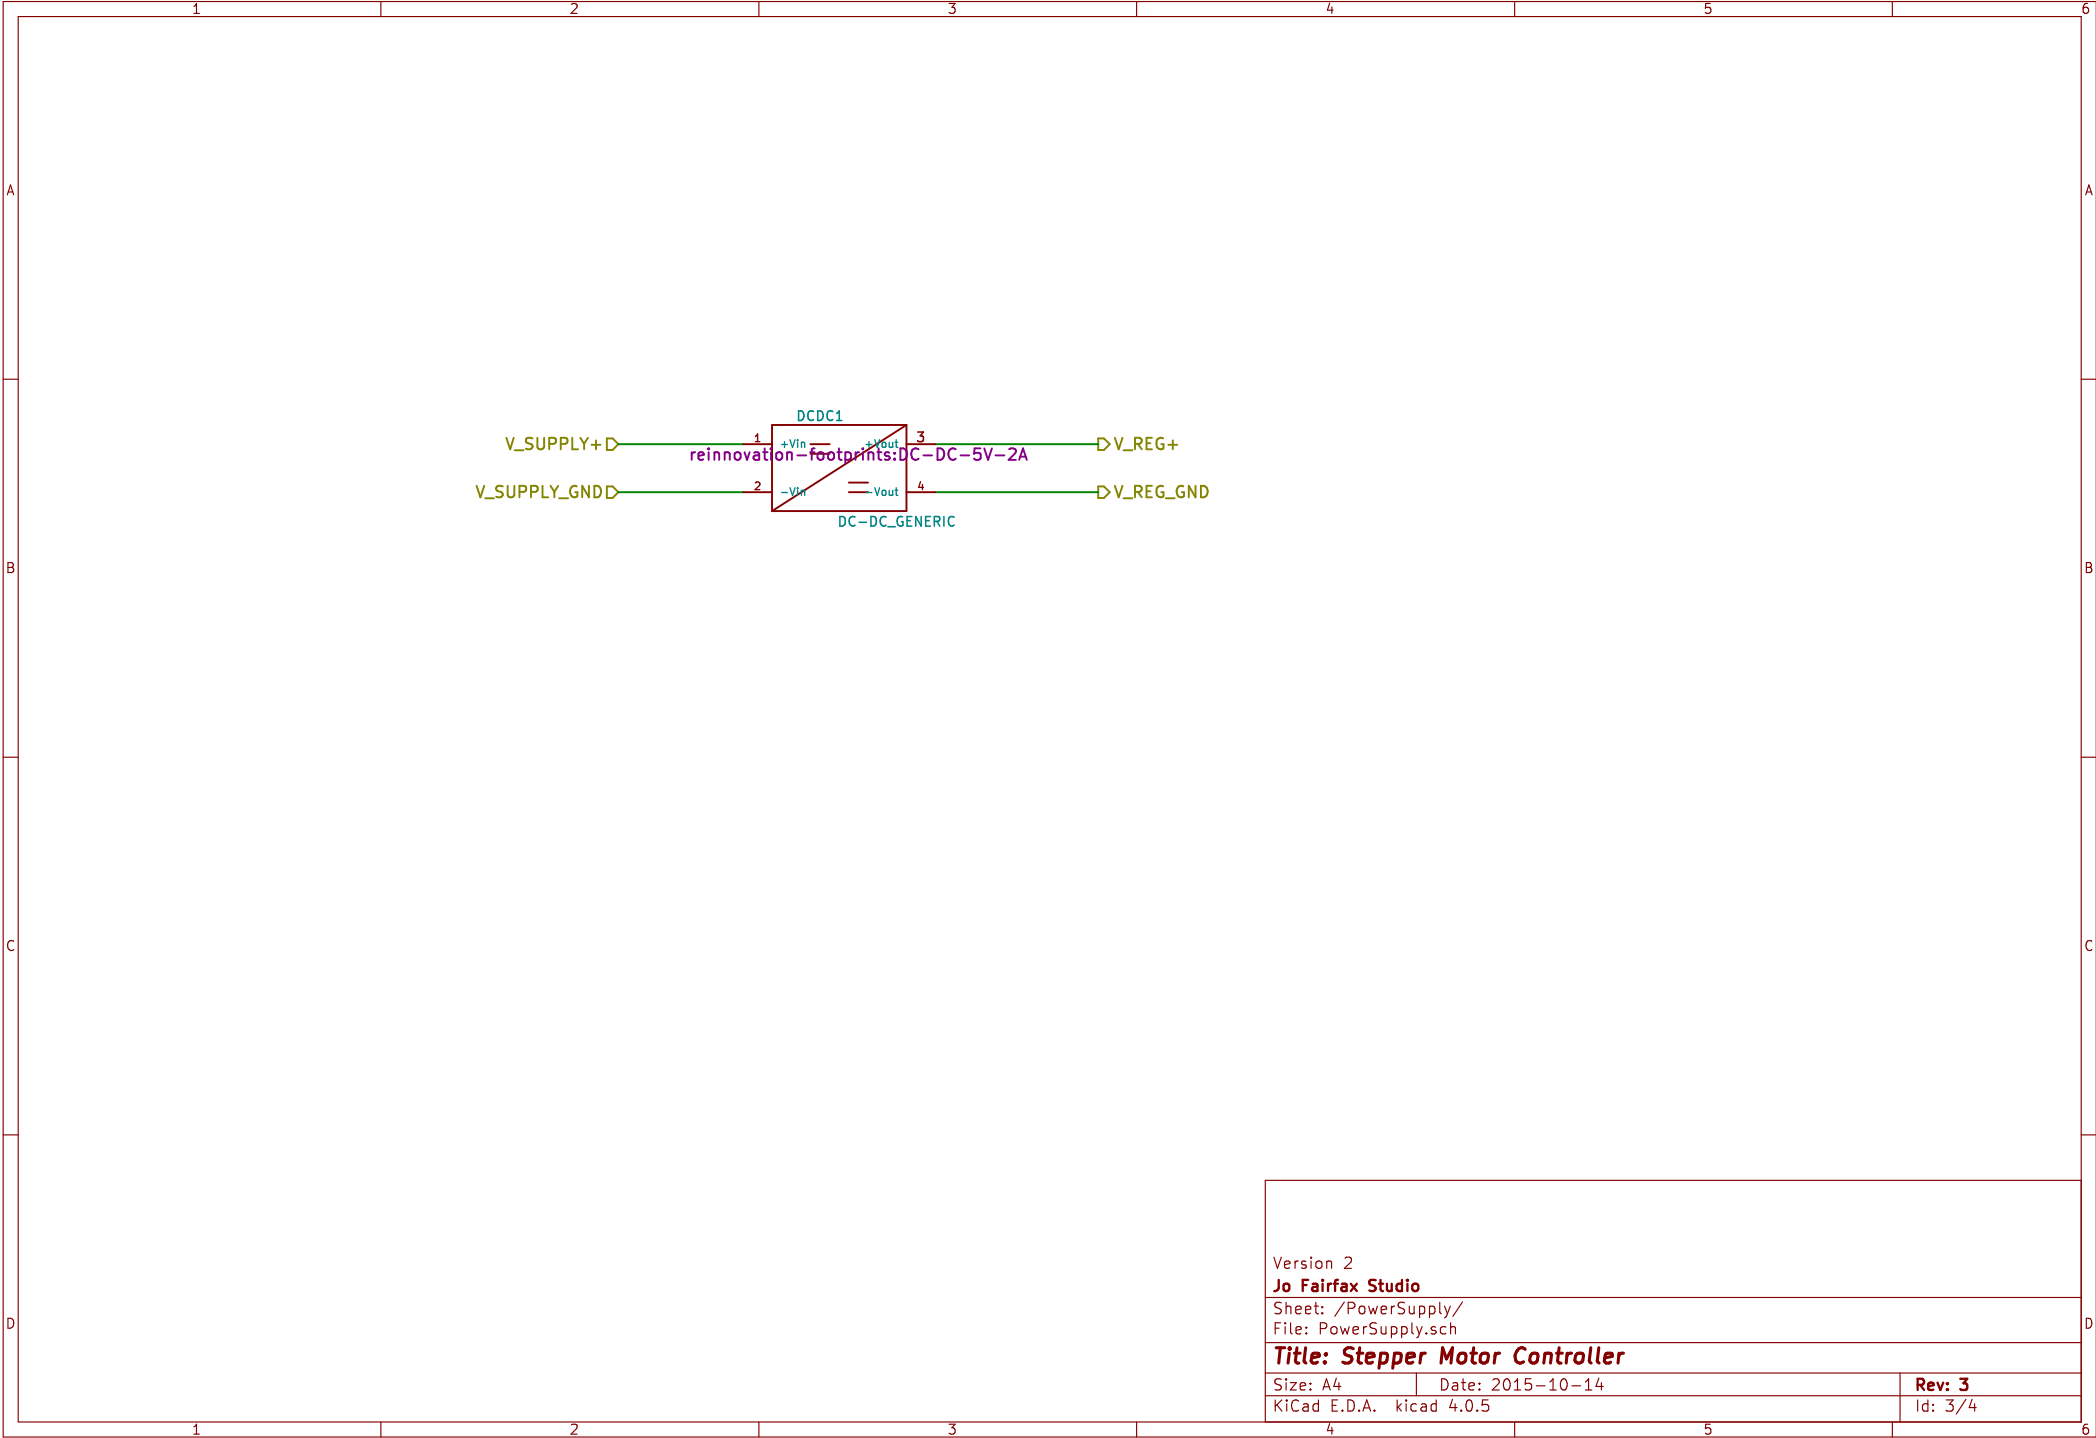 1 2 3 4 5 6
A A
DCDC1
V_SUPPLY+ 1 +Vin +Vout 3 V_REG+
reinnovation-footprints:DC-DC-5V-2A
V_SUPPLY_GND 2 -Vin -Vout 4 V_REG_GND
DC-DC_GENERIC
B B
C C
Version 2
Jo Fairfax Studio
Sheet: /PowerSupply/
D D
File: PowerSupply.sch
Title: Stepper Motor Controller
Size: A4 Date: 2015-10-14 Rev: 3
KiCad E.D.A. kicad 4.0.5 Id: 3/4
1 2 3 4 5 6